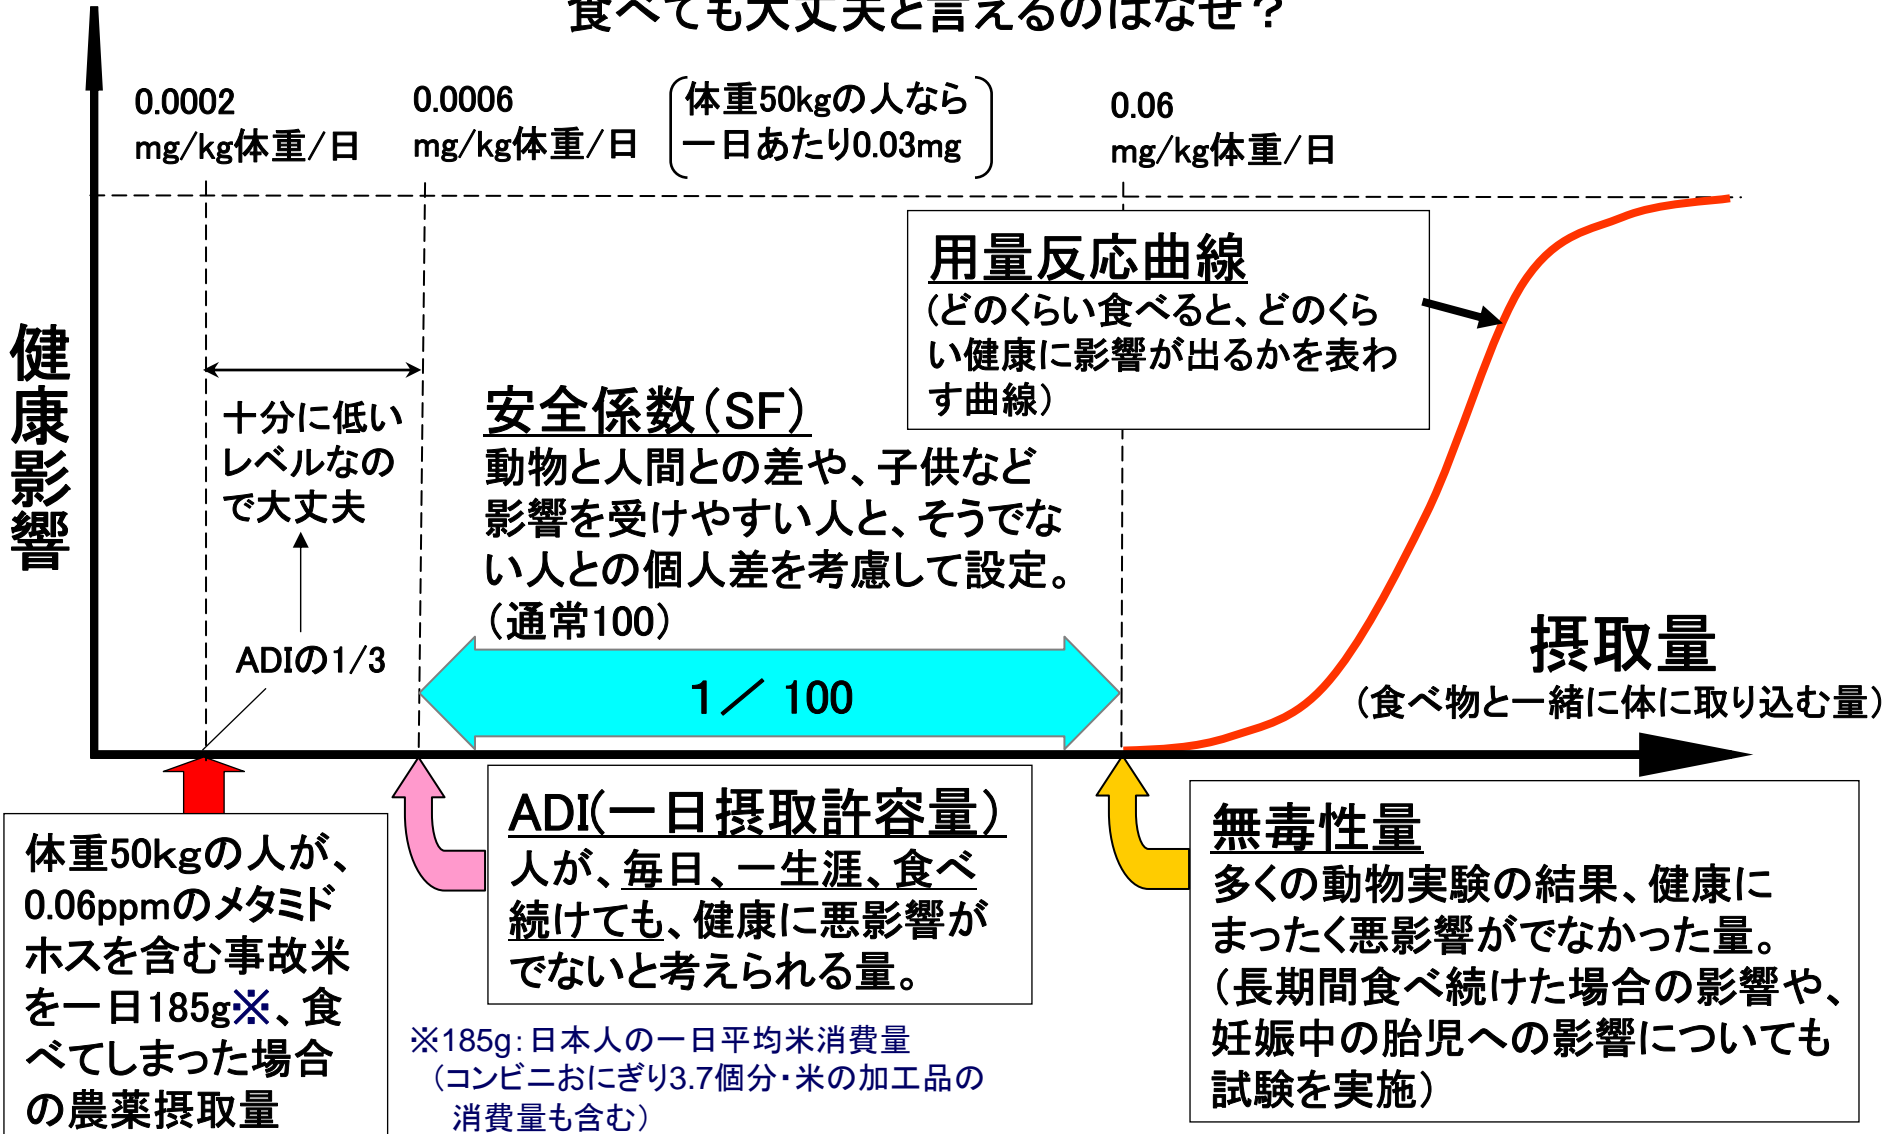 食べても大丈夫と言えるのはなぜ？
0.0002
mg/kg体重/日
0.0006
mg/kg体重/日
体重50kgの人なら
一日あたり0.03mg
0.06
mg/kg体重/日
用量反応曲線
(どのくらい食べると、どのくら
い健康に影響が出るかを表わ
す曲線)
健康影響
十分に低い
レベルなの
で大丈夫
ADIの1/3
安全係数(SF)
動物と人間との差や、子供など
影響を受けやすい人と、そうでな
い人との個人差を考慮して設定。
(通常100)
1／100
摂取量
(食べ物と一緒に体に取り込む量)
体重50kgの人が、
0.06ppmのメタミド
ホスを含む事故米
を一日185g※、食
べてしまった場合
の農薬摂取量
ADI(一日摂取許容量)
人が、毎日、一生涯、食べ
続けても、健康に悪影響が
でないと考えられる量。
※185g:日本人の一日平均米消費量
(コンビニおにぎり3.7個分・米の加工品の
消費量も含む)
無毒性量
多くの動物実験の結果、健康に
まったく悪影響がでなかった量。
(長期間食べ続けた場合の影響や、
妊娠中の胎児への影響についても
試験を実施)